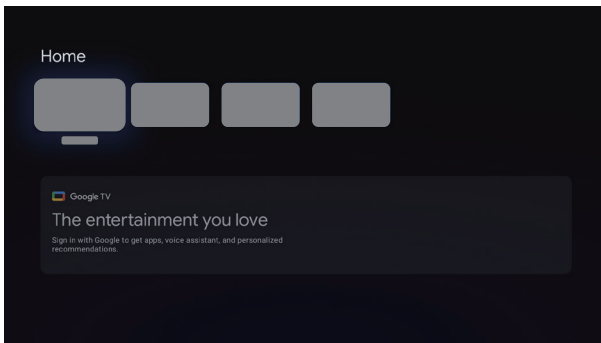 Home
Google TV
The entertainment you love
Sign in with Google to get apps, voice assistant, and personalized
recommendations.